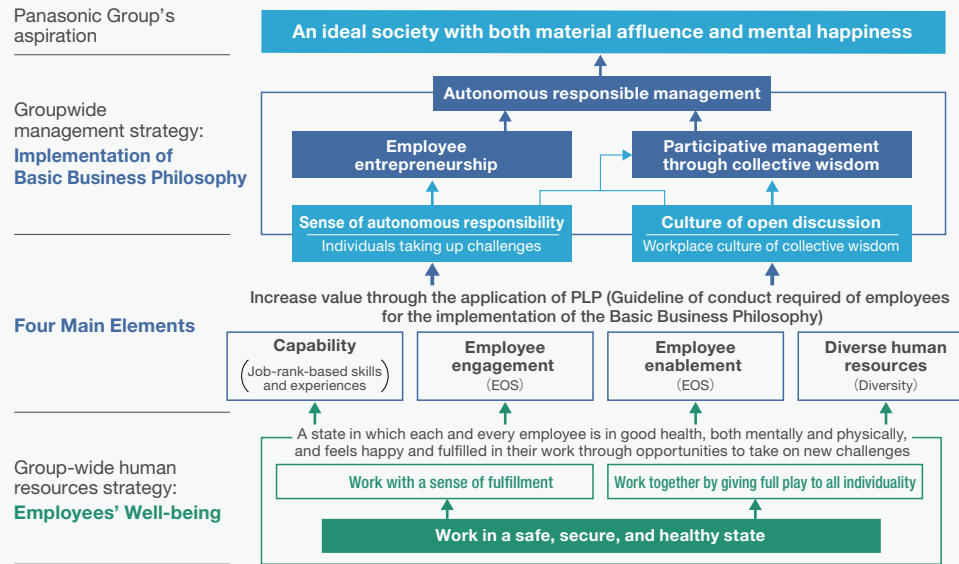 Panasonic Group's
aspiration
An ideal society with both material affluence and mental happiness
Autonomous responsible management
Groupwide
management strategy:
Implementation of
Basic Business Philosophy
Employee
entrepreneurship
Participative management
through collective wisdom
Sense of autonomous responsibility
Individuals taking up challenges
Culture of open discussion
Workplace culture of collective wisdom
Four Main Elements
Increase value through the application of PLP (Guideline of conduct required of employees
for the implementation of the Basic Business Philosophy)
Capability
(Job-rank-based skills
and experiences)
Employee
engagement
(EOS)
Employee
enablement
(EOS)
Diverse human
resources
(Diversity)
Group-wide human
resources strategy:
Employees' Well-being
A state in which each and every employee is in good health, both mentally and physically,
and feels happy and fulfilled in their work through opportunities to take on new challenges
Work with a sense of fulfillment
Work together by giving full play to all individuality
Work in a safe, secure, and healthy state